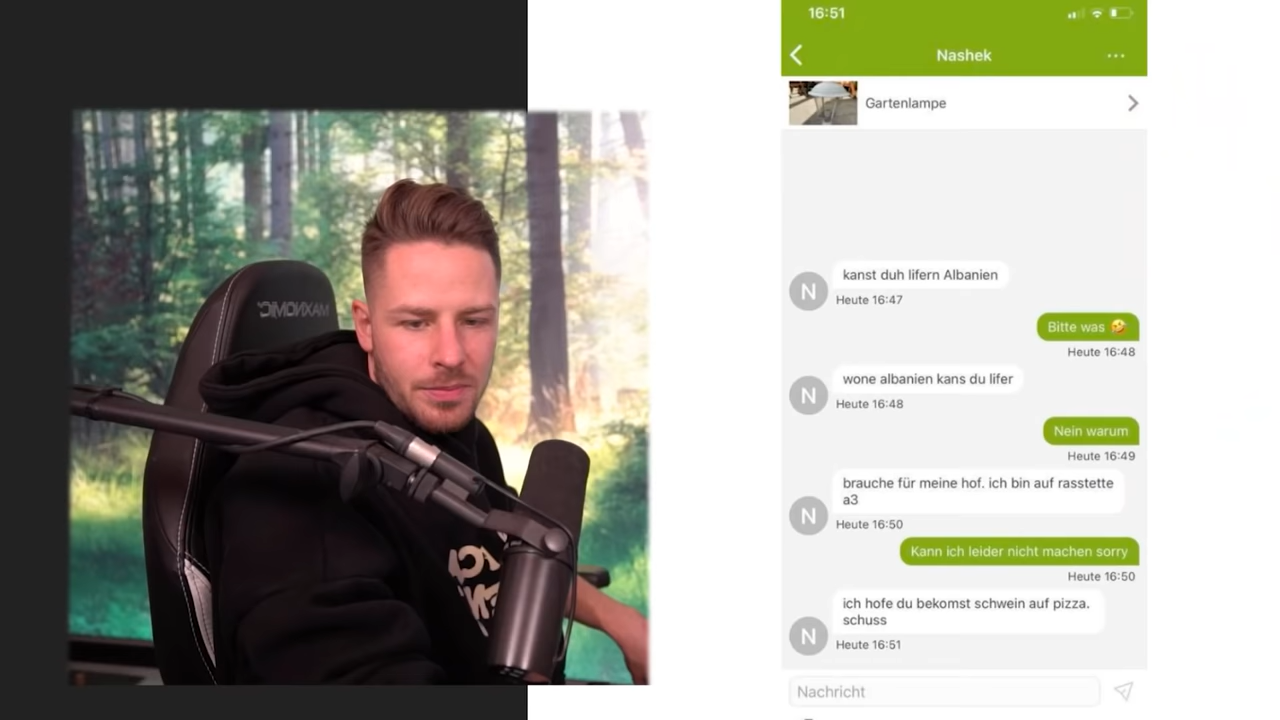 16:51
Nashek
Gartenlampe
kanst duh lifern Albanien
N
Heute 16:47
Bitte was 🤣
Heute 16:48
wone albanien kans du lifer
N
Heute 16:48
Nein warum
Heute 16:49
brauche für meine hof. ich bin auf rasstette
a3
N
Heute 16:50
Kann ich leider nicht machen sorry
Heute 16:50
ich hofe du bekomst schwein auf pizza.
schuss
N
Heute 16:51
Nachricht
MAXNOMIC